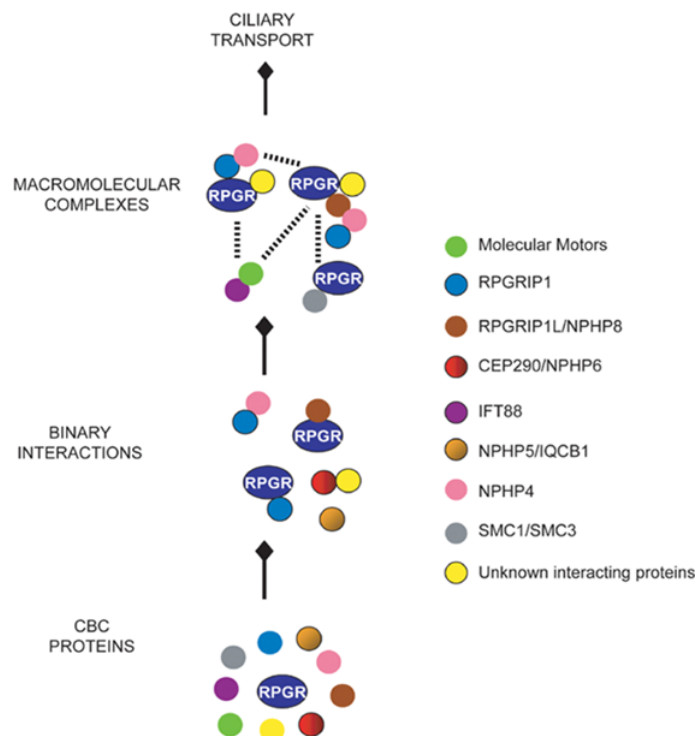 CILIARY
TRANSPORT
MACROMOLECULAR
COMPLEXES
RPGR
RPGR
RPGR
BINARY
INTERACTIONS
RPGR
RPGR
CBC
PROTEINS
RPGR
Molecular Motors
RPGRIP1
RPGRIP1L/NPHP8
CEP290/NPHP6
IFT88
NPHP5/IQCB1
NPHP4
SMC1/SMC3
Unknown interacting proteins